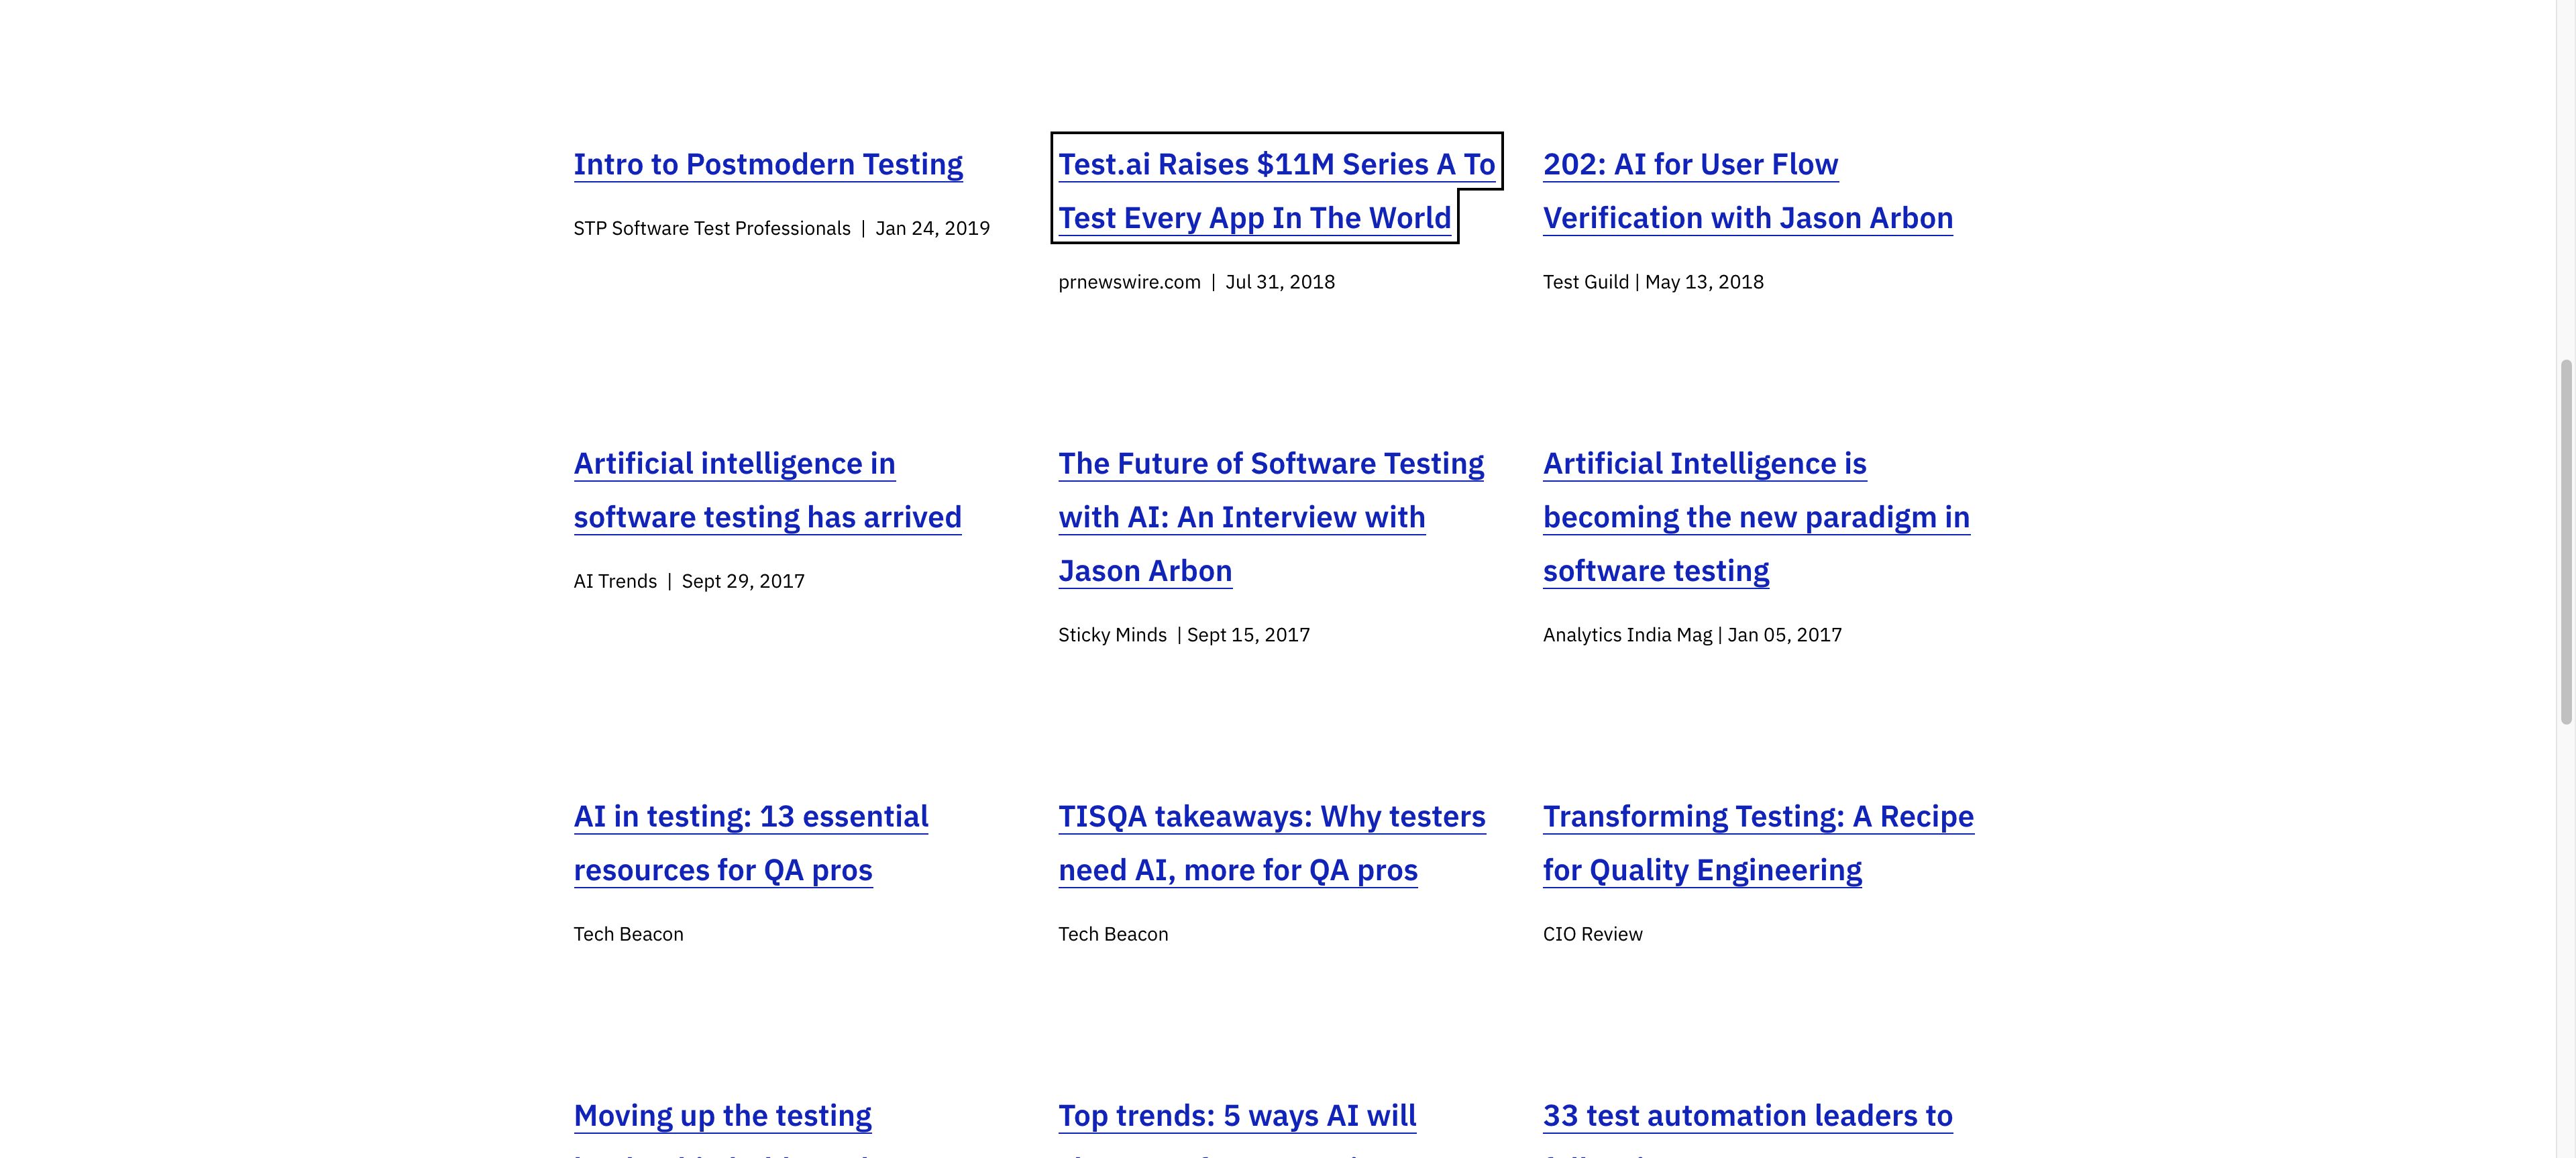 Intro to Postmodern Testing
STP Software Test Professionals | Jan 24, 2019
Test.ai Raises $11M Series A To
Test Every App In The World
prnewswire.com | Jul 31, 2018
202: AI for User Flow
Verification with Jason Arbon
Test Guild | May 13, 2018
Artificial intelligence in
software testing has arrived
AI Trends | Sept 29, 2017
The Future of Software Testing
with AI: An Interview with
Jason Arbon
Sticky Minds | Sept 15, 2017
Artificial Intelligence is
becoming the new paradigm in
software testing
Analytics India Mag | Jan 05, 2017
AI in testing: 13 essential
resources for QA pros
Tech Beacon
TISQA takeaways: Why testers
need AI, more for QA pros
Tech Beacon
Transforming Testing: A Recipe
for Quality Engineering
CIO Review
Moving up the testing
Top trends: 5 ways AI will
33 test automation leaders to